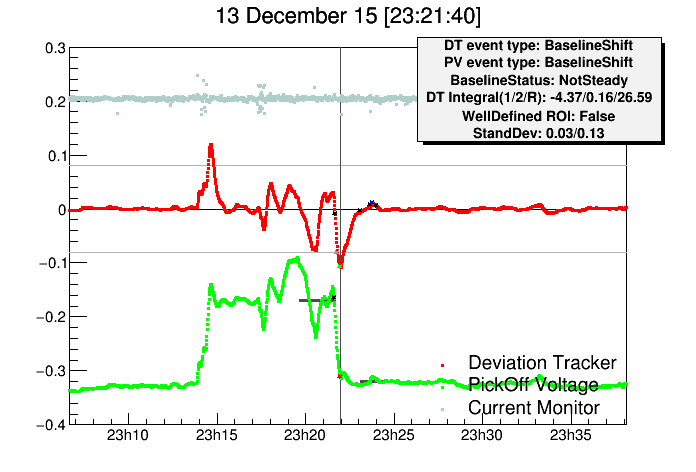 13 December 15 [23:21:40]
DT event type: BaselineShift
PV event type: BaselineShift
BaselineStatus: NotSteady
DT Integral(1/2/R): -4.37/0.16/26.59
WellDefined ROI: False
StandDev: 0.03/0.13
0.3
0.2
0.1
0
−0.1
−0.2
−0.3
−0.4
Deviation Tracker
PickOff Voltage
Current Monitor
23h10 23h15 23h20 23h25 23h30 23h35